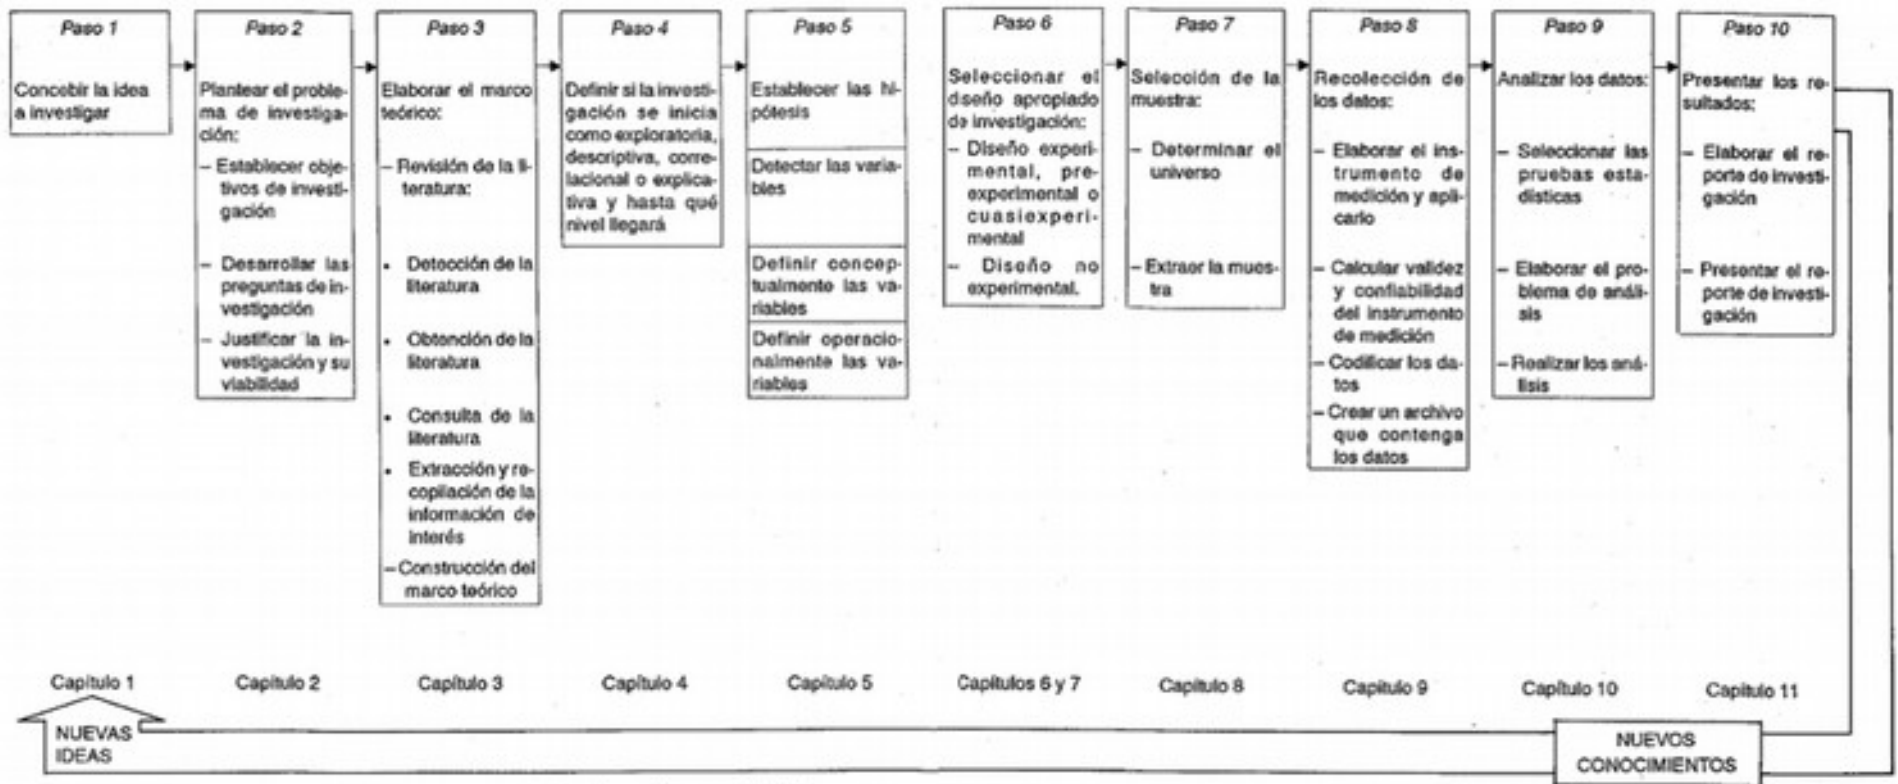 Paso 1
Concebir la idea
a investigar
Paso 2
Plantear el proble-
ma de investiga-
ción:
– Establecer obje-
tivos de investi-
gación
– Desarrollar las
preguntas de in-
vestigación
– Justificar la in-
vestigación y su
viabilidad
Paso 3
Elaborar el marco
teórico:
– Revisión de la li-
teratura:
• Detección de la
literatura
• Obtención de la
literatura
• Consulta de la
literatura
• Extracción y re-
copilación de la
información de
interés
– Construcción del
marco teórico
Paso 4
Definir si la investi-
gación se inicia
como exploratoria,
descriptiva, corre-
lacional o explica-
tiva y hasta qué
nivel llegará
Paso 5
Establecer las hi-
pótesis
Detectar las varia-
bles
Definir concep-
tualmente las va-
riables
Definir operacio-
nalmente las va-
riables
Paso 6
Seleccionar el
diseño apropiado
de investigación:
– Diseño experi-
mental, pre-
experimental o
cuasiexperi-
mental
– Diseño no
experimental.
Paso 7
Selección de la
muestra:
– Determinar el
universo
– Extraer la mues-
tra
Paso 8
Recolección de
los datos:
– Elaborar el ins-
trumento de
medición y apli-
carlo
– Calcular validez
y confiabilidad
del instrumento
de medición
– Codificar los da-
tos
– Crear un archivo
que contenga
los datos
Paso 9
Analizar los datos:
– Seleccionar las
pruebas esta-
dísticas
– Elaborar el pro-
blema de análi-
sis
– Realizar los aná-
lisis
Paso 10
Presentar los re-
sultados:
– Elaborar el re-
porte de investi-
gación
– Presentar el re-
porte de investi-
gación
Capítulo 1
Capítulo 2
Capítulo 3
Capítulo 4
Capítulo 5
Capítulos 6 y 7
Capítulo 8
Capítulo 9
Capítulo 10
Capítulo 11
NUEVAS
IDEAS
NUEVOS
CONOCIMIENTOS